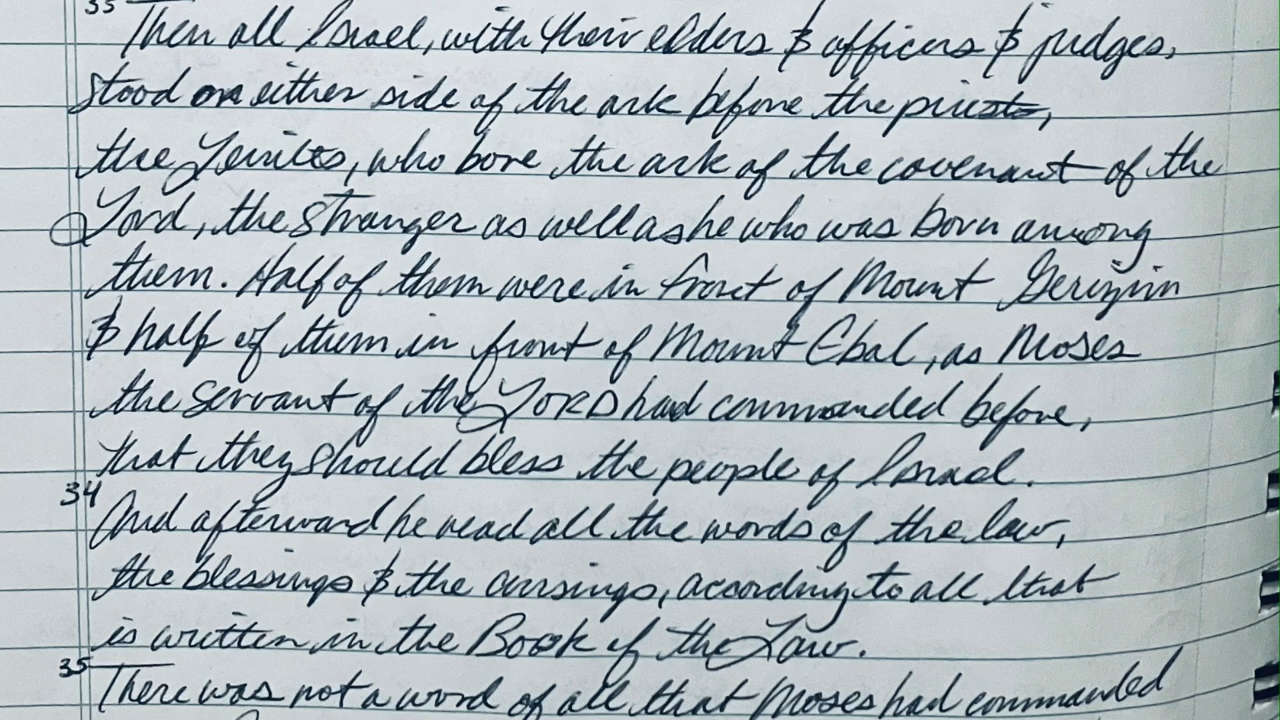 33 Then all Israel, with their elders & officers & judges,
stood on either side of the ark before the priests,
the Levites, who bore the ark of the covenant of the
Lord, the stranger as well as he who was born among
them. Half of them were in front of Mount Gerizim
& half of them in front of Mount Ebal, as Moses
the servant of the LORD had commanded before,
that they should bless the people of Israel.
34 And afterward he read all the words of the law,
the blessings & the cursings, according to all that
is written in the Book of the Law.
35 There was not a word of all that Moses had commanded